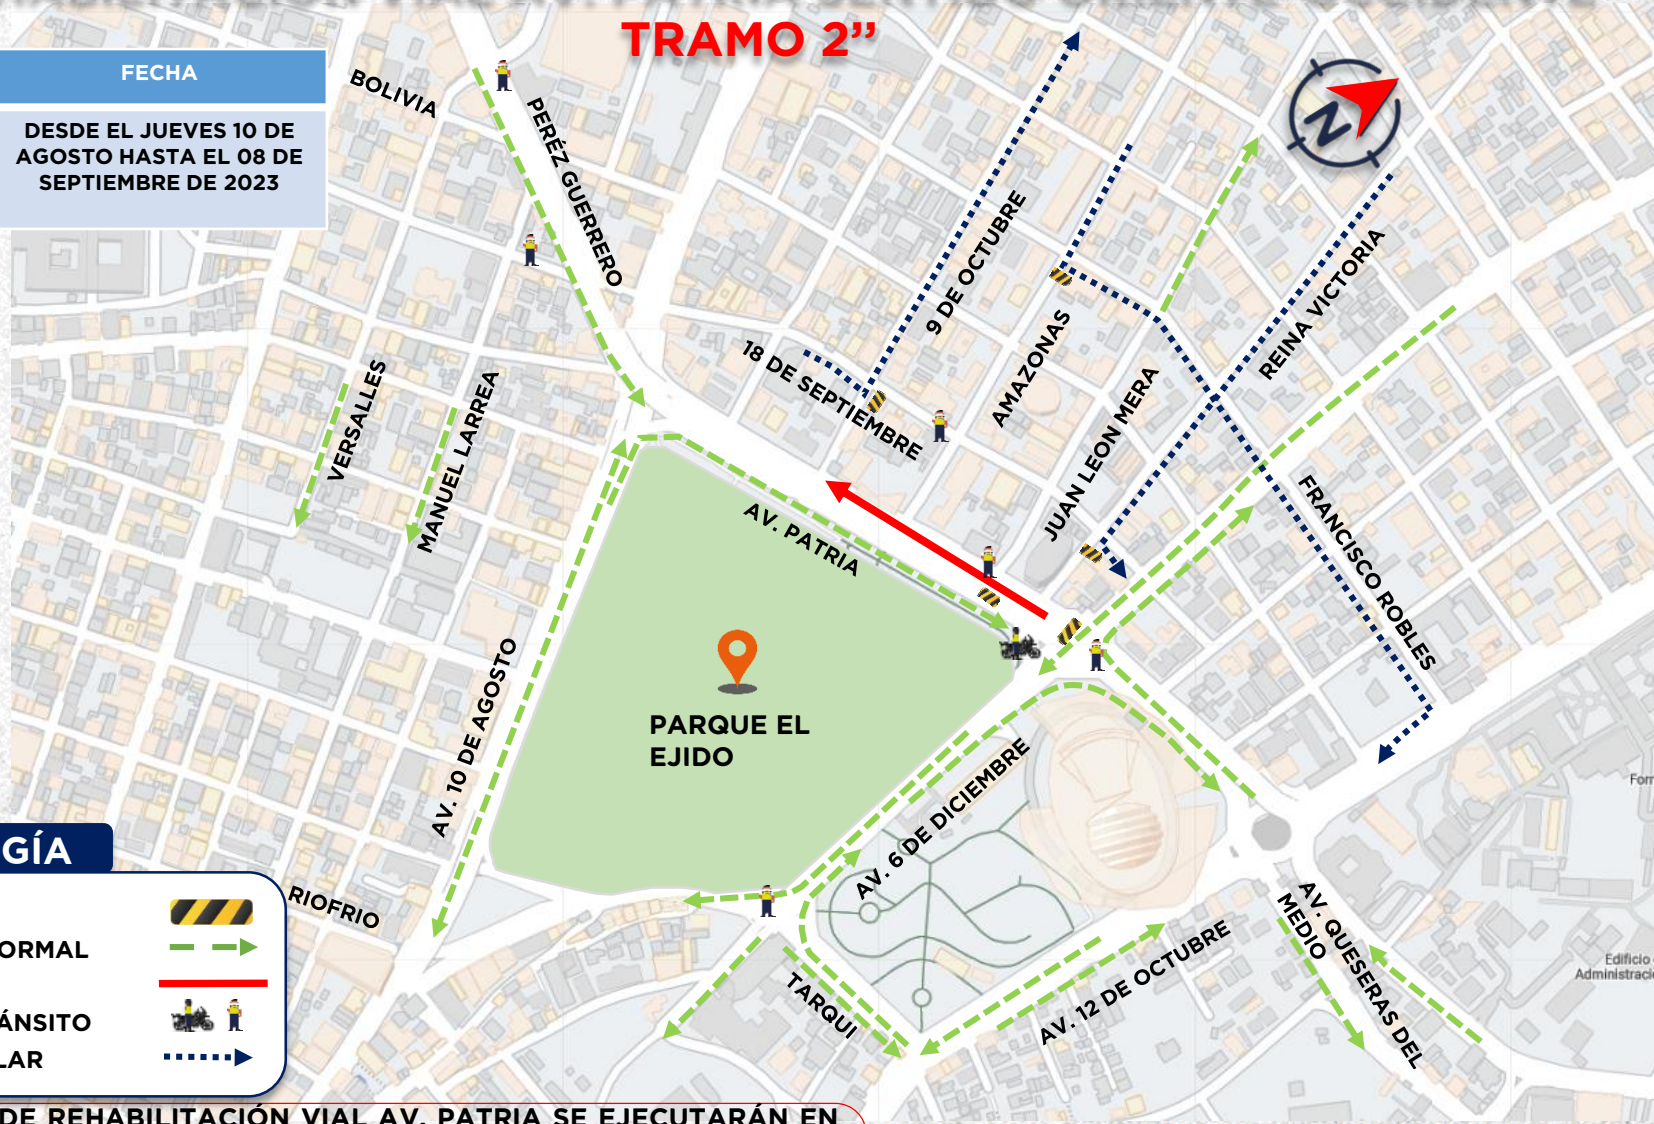 TRAMO 2”
FECHA
DESDE EL JUEVES 10 DE
AGOSTO HASTA EL 08 DE
SEPTIEMBRE DE 2023
BOLIVIA
PERÉZ GUERRERO
N
9 DE OCTUBRE
REINA VICTORIA
18 DE SEPTIEMBRE
AMAZONAS
JUAN LEON MERA
VERSALLES
MANUEL LARREA
FRANCISCO ROBLES
AV. PATRIA
PARQUE EL
EJIDO
AV. 10 DE AGOSTO
AV. 6 DE DICIEMBRE
GÍA
RIOFRIO
ORMAL
ÁNSITO
LAR
TARQUI
AV. 12 DE OCTUBRE
AV. QUESERAS DEL
MEDIO
Edificio
Administraci
DE REHABILITACIÓN VIAL AV. PATRIA SE EJECUTARÁN EN